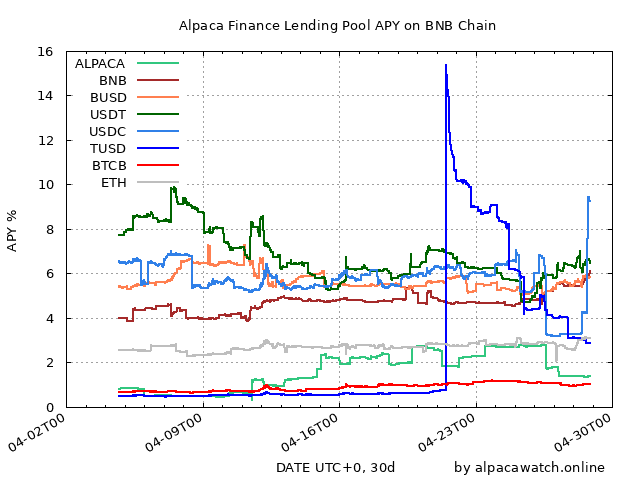 Alpaca Finance Lending Pool APY on BNB Chain
16
14
12
10
8
6
4
2
0
APY %
ALPACA
BNB
BUSD
USDT
USDC
TUSD
BTCB
ETH
04-02T00
04-09T00
04-16T00
04-23T00
04-30T00
DATE UTC+0, 30d
by alpacawatch.online